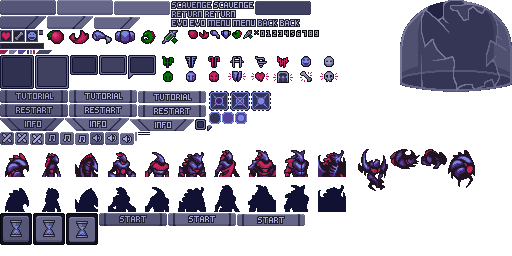 SCAVENGE SCAVENGE
RETURN RETURN
EVO EVO MENU MENU BACK BACK
×0123456789
TUTORIAL TUTORIAL TUTORIAL
RESTART RESTART RESTART
INFO INFO INFO
START START START